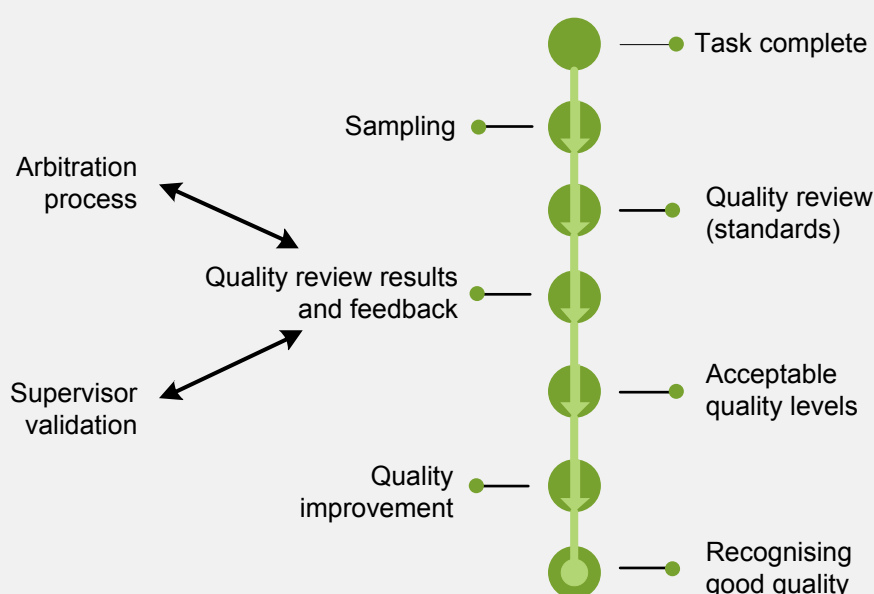 Task complete
Sampling
Arbitration
process
Quality review
(standards)
Quality review results
and feedback
Supervisor
validation
Acceptable
quality levels
Quality
improvement
Recognising
good quality